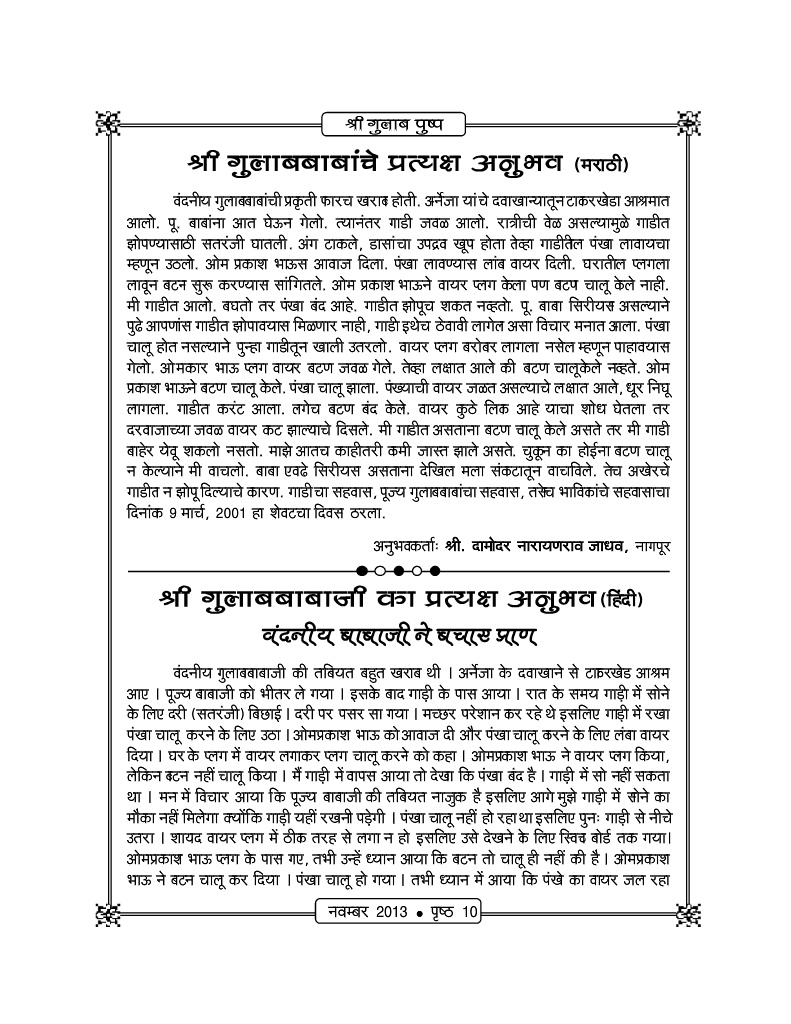 श्री गुलाब पुष्प
श्री गुलाबबाबांचे प्रत्यक्ष अनुभव (मराठी)
वंदनीय गुलाबबाबांची प्रकृती फारच खराब होती. अर्नेजा यांचे दवाखान्यातून टाकरखेडा आश्रमात
आलो. पू. बाबांना आत घेऊन गेलो. त्यानंतर गाडी जवळ आलो. रात्रीची वेळ असल्यामुळे गाडीत
झोपण्यासाठी सतरंजी घातली. अंग टाकले, डासांचा उपद्रव खूप होता तेव्हा गाडीतिल पंखा लावायचा
म्हणून उठलो. ओम प्रकाश भाऊस आवाज दिला. पंखा लावण्यास लांब वायर दिली. घरातील प्लगला
लावून बटन सुरू करण्यास सांगितले. ओम प्रकाश भाऊने वायर प्लग केला पण बटण चालू केले नाही.
मी गाडीत आलो. बघतो तर पंखा बंद आहे. गाडीत झोपूच शकत नव्हतो. पू. बाबा सिरीयस असल्याने
पुढे आपणांस गाडीत झोपावयास मिळणार नाही, गाडी इथेच ठेवावी लागेल असा विचार मनात आला. पंखा
चालू होत नसल्याने पुन्हा गाडीतून खाली उतरलो. वायर प्लग बरोबर लागला नसेल म्हणून पाहावयास
गेलो. ओमकार भाऊ प्लग वायर बटण जवळ गेले. तेव्हा लक्षात आले की बटण चालूकेले नव्हते. ओम
प्रकाश भाऊने बटण चालू केले. पंखा चालू झाला. पंख्याची वायर जळत असल्याचे लक्षात आले, धूर निघू
लागला. गाडीत करंट आला. लगेच बटण बंद केले. वायर कुठे लिक आहे याचा शोध घेतला तर
दरवाजाच्या जवळ वायर कट झाल्याचे दिसले. मी गाडीत असताना बटण चालू केले असते तर मी गाडी
बाहेर येवू शकलो नसतो. माझे आतच काहीतरी कमी जास्त झाले असते. चुकून का होईना बटण चालू
न केल्याने मी वाचलो. बाबा एवढे सिरीयस असताना देखिल मला संकटातून वाचविले. तेच अखेरचे
गाडीत न झोपू दिल्याचे कारण. गाडीचा सहवास, पूज्य गुलाबबाबांचा सहवास, तसेच भाविकांचे सहवासाचा
दिनांक 9 मार्च, 2001 हा शेवटचा दिवस ठरला.
अनुभवकर्ताः श्री. दामोदर नारायणराव जाधव, नागपूर
श्री गुलाबबाबाजी का प्रत्यक्ष अनुभव (हिंदी)
वंदनीय बाबाजी ने बचास प्राण
वंदनीय गुलाबबाबाजी की तबियत बहुत खराब थी । अर्नेजा के दवाखाने से टाकरखेड आश्रम
आए । पूज्य बाबाजी को भीतर ले गया । इसके बाद गाड़ी के पास आया । रात के समय गाड़ी में सोने
के लिए दरी (सतरंजी) बिछाई । दरी पर पसर सा गया । मच्छर परेशान कर रहे थे इसलिए गाड़ी में रखा
पंखा चालू करने के लिए उठा । ओमप्रकाश भाऊ को आवाज दी और पंखा चालू करने के लिए लंबा वायर
दिया । घर के प्लग में वायर लगाकर प्लग चालू करने को कहा । ओमप्रकाश भाऊ ने वायर प्लग किया,
लेकिन बटन नहीं चालू किया । मैं गाड़ी में वापस आया तो देखा कि पंखा बंद है । गाड़ी में सो नहीं सकता
था । मन में विचार आया कि पूज्य बाबाजी की तबियत नाजुक है इसलिए आगे मुझे गाड़ी में सोने का
मौका नहीं मिलेगा क्योंकि गाड़ी यहीं रखनी पड़ेगी । पंखा चालू नहीं हो रहा था इसलिए पुनः गाड़ी से नीचे
उतरा । शायद वायर प्लग में ठीक तरह से लगा न हो इसलिए उसे देखने के लिए स्विच बोर्ड तक गया।
ओमप्रकाश भाऊ प्लग के पास गए, तभी उन्हें ध्यान आया कि बटन तो चालू ही नहीं की है । ओमप्रकाश
भाऊ ने बटन चालू कर दिया । पंखा चालू हो गया । तभी ध्यान में आया कि पंखे का वायर जल रहा
नवम्बर 2013 ● पृष्ठ 10